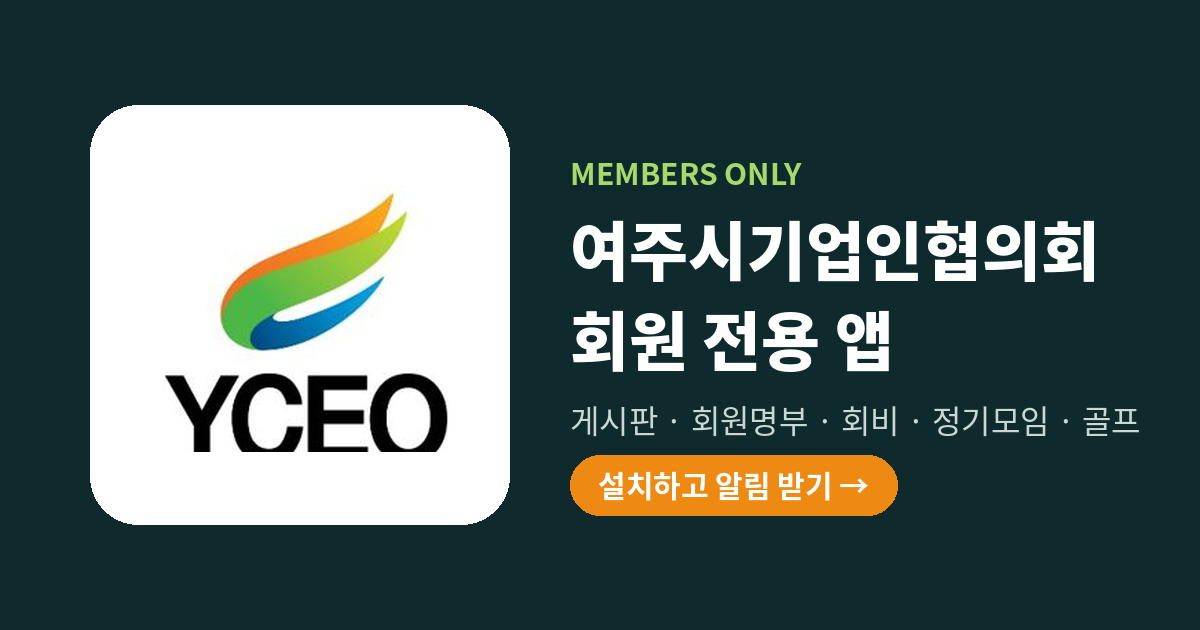 YCEO
MEMBERS ONLY
여주시기업인협의회
회원 전용 앱
게시판 · 회원명부 · 회비 · 정기모임 · 골프
설치하고 알림 받기 →